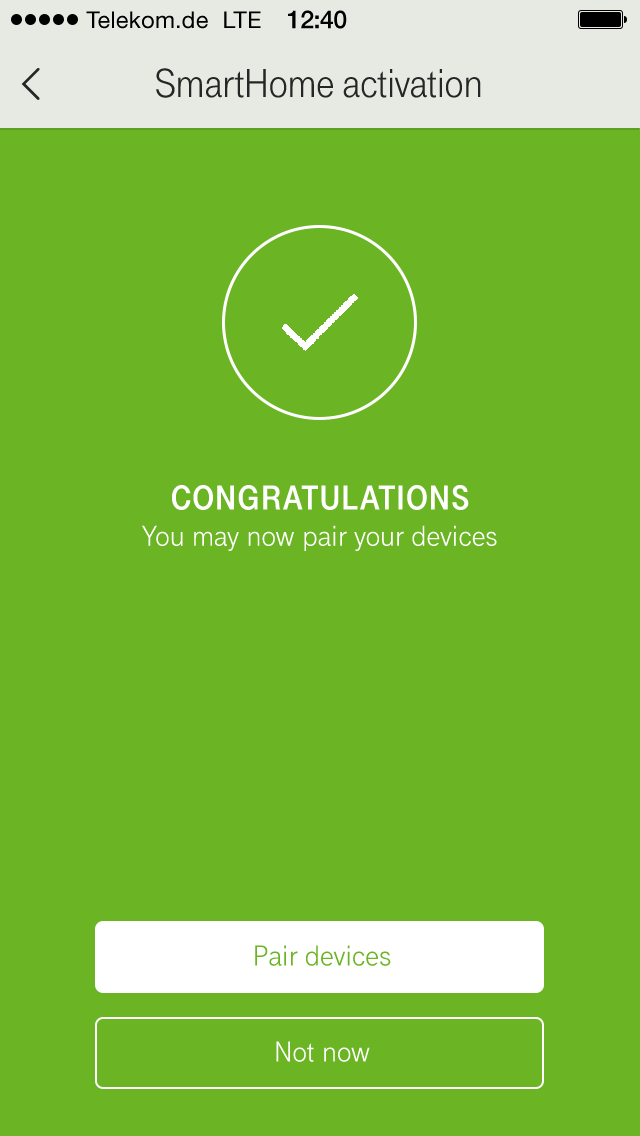 Telekom.de LTE 12:40
SmartHome activation
CONGRATULATIONS
You may now pair your devices
Pair devices
Not now